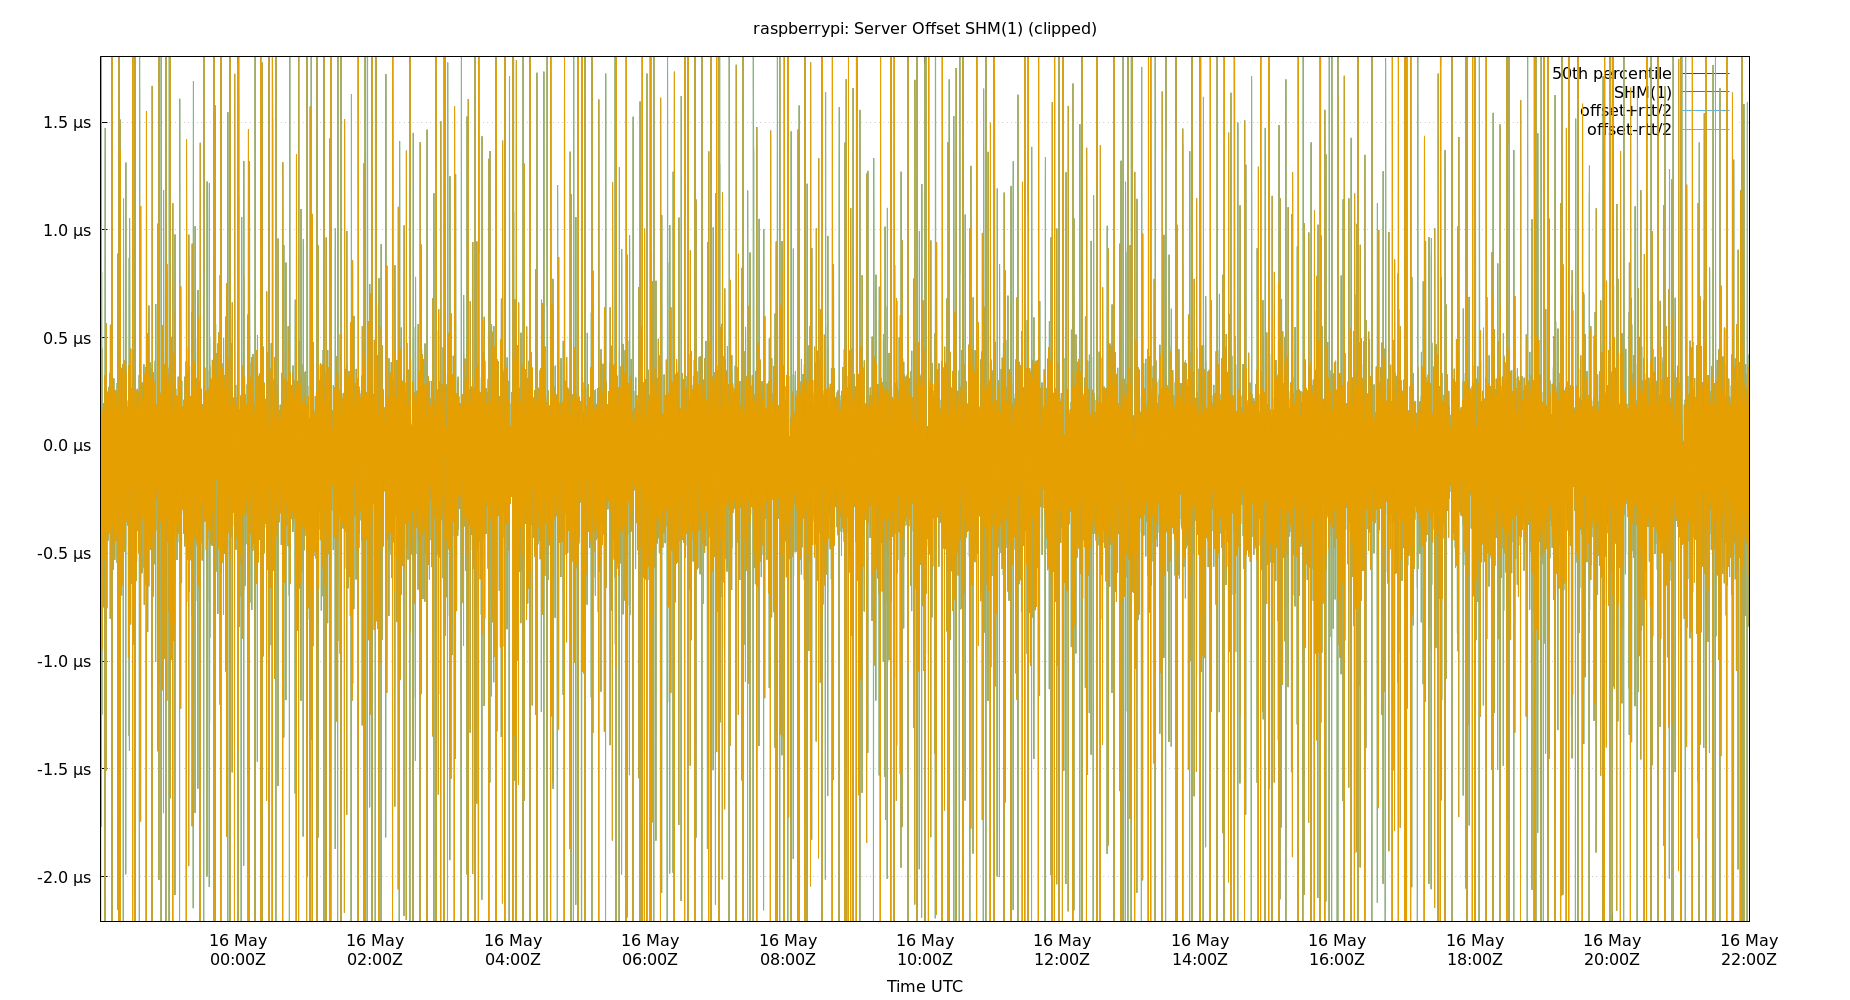 raspberrypi: Server Offset SHM(1) (clipped)
50th percentile
SHM(1)
offset+rtt/2
offset-rtt/2
1.5 µs
1.0 µs
0.5 µs
0.0 µs
-0.5 µs
-1.0 µs
-1.5 µs
-2.0 µs
16 May 16 May 16 May 16 May 16 May 16 May 16 May 16 May 16 May 16 May 16 May 16 May
00:00Z 02:00Z 04:00Z 06:00Z 08:00Z 10:00Z 12:00Z 14:00Z 16:00Z 18:00Z 20:00Z 22:00Z
Time UTC